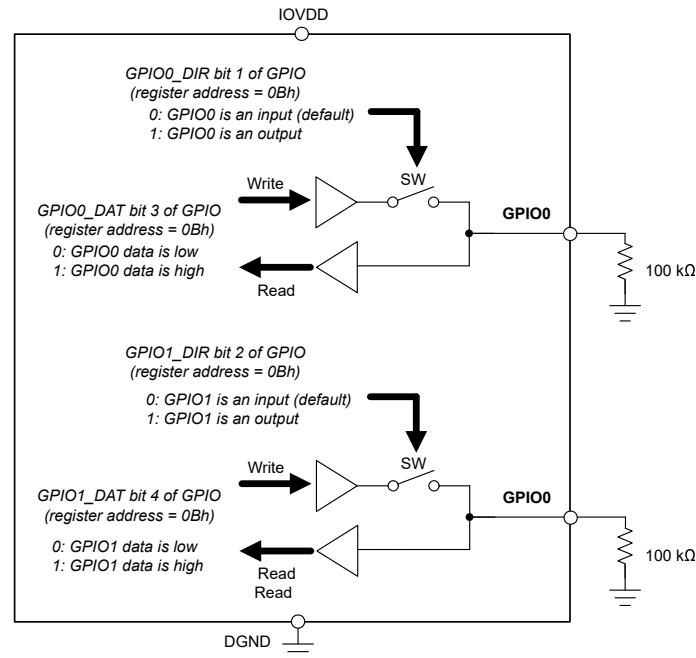 IOVDD
GPIO0_DIR bit 1 of GPIO
(register address = 0Bh)
0: GPIO0 is an input (default)
1: GPIO0 is an output
SW
Write
GPIO0_DAT bit 3 of GPIO
(register address = 0Bh)
0: GPIO0 data is low
1: GPIO0 data is high
Read
GPIO0
100 kΩ
GPIO1_DIR bit 2 of GPIO
(register address = 0Bh)
0: GPIO1 is an input (default)
1: GPIO1 is an output
SW
Write
GPIO1_DAT bit 4 of GPIO
(register address = 0Bh)
0: GPIO1 data is low
1: GPIO1 data is high
Read
Read
GPIO0
100 kΩ
DGND